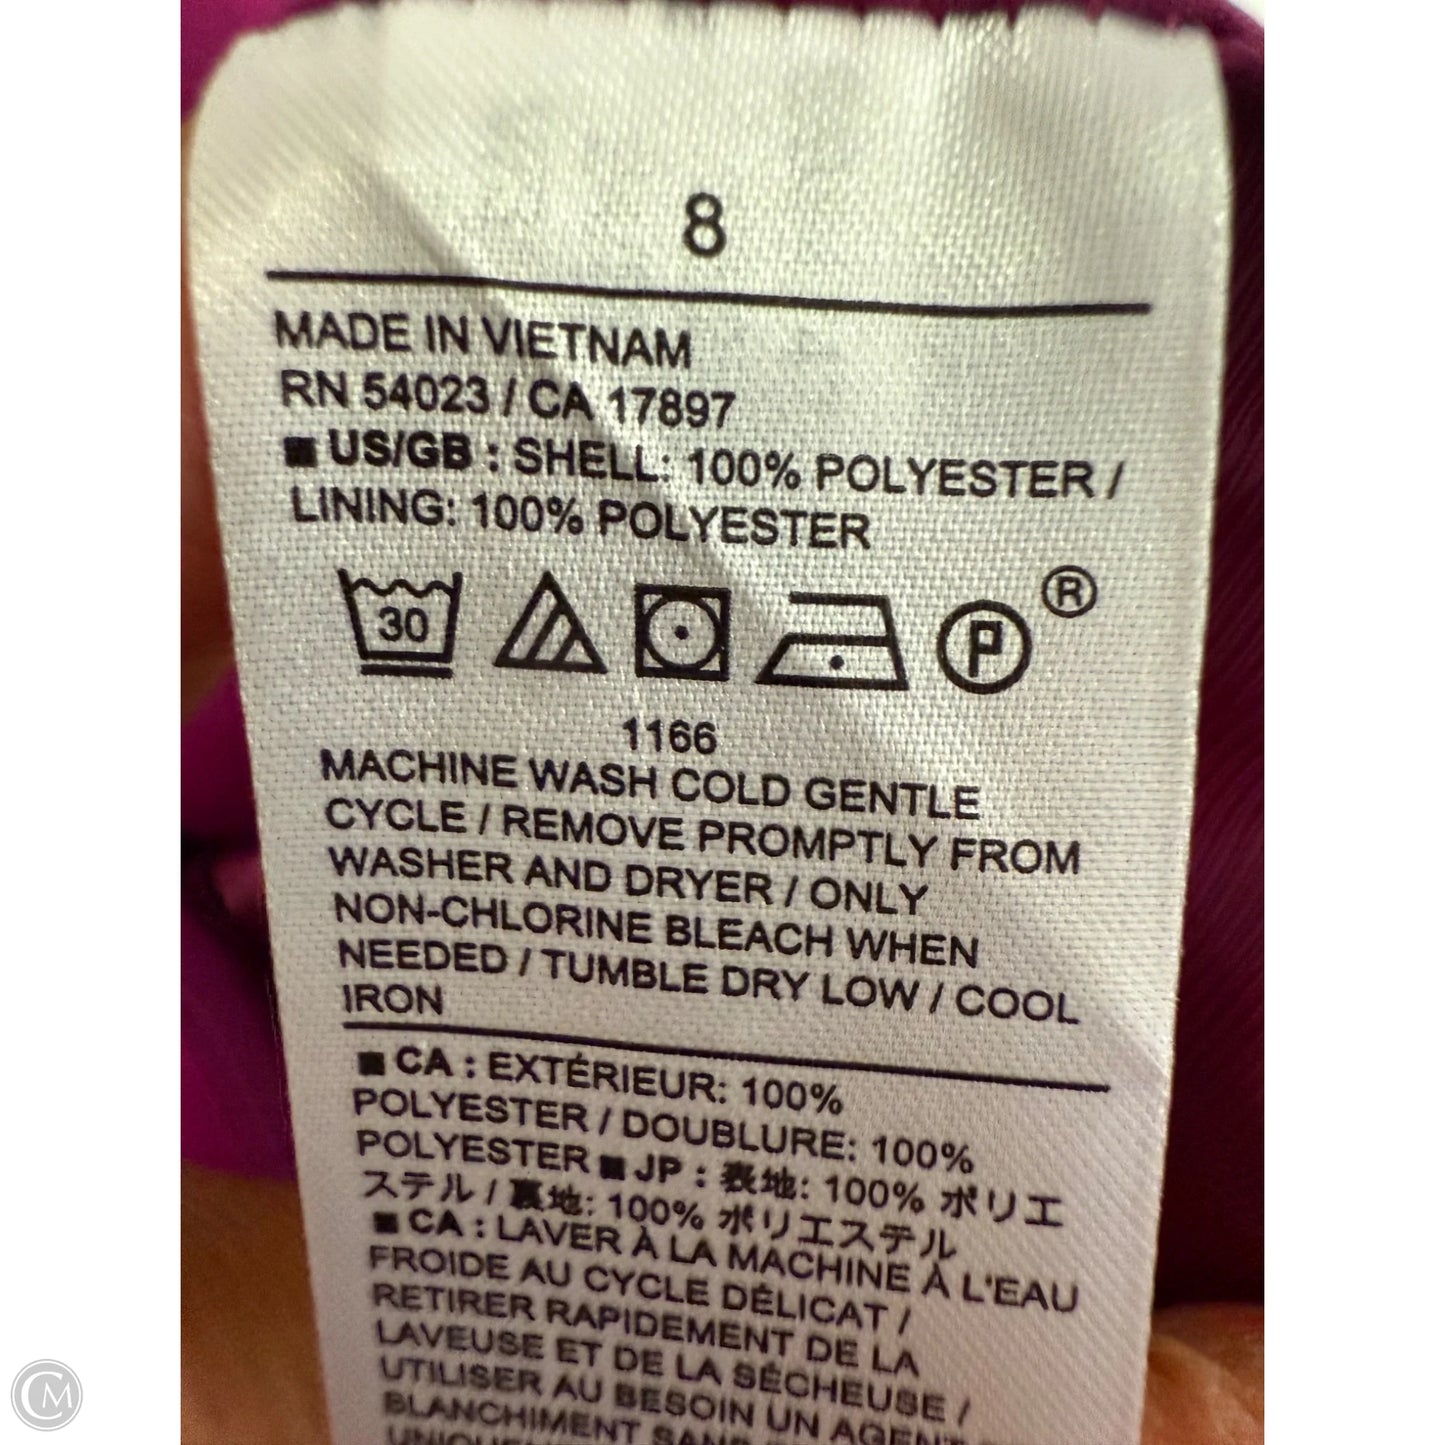 8
MADE IN VIETNAM
RN 54023 / CA 17897
■ US/GB : SHELL: 100% POLYESTER /
LINING: 100% POLYESTER
30
P
®
1166
MACHINE WASH COLD GENTLE
CYCLE / REMOVE PROMPTLY FROM
WASHER AND DRYER / ONLY
NON-CHLORINE BLEACH WHEN
NEEDED / TUMBLE DRY LOW / COOL
IRON
■ CA : EXTÉRIEUR: 100%
POLYESTER / DOUBLURE: 100%
POLYESTER ■ JP : 表地: 100% ポリエ
ステル / 裏地: 100% ポリエステル
■ CA : LAVER À LA MACHINE À L'EAU
FROIDE AU CYCLE DÉLICAT /
RETIRER RAPIDEMENT DE LA
LAVEUSE ET DE LA SÉCHEUSE /
UTILISER AU BESOIN UN AGENT
BLANCHIMENT SANS
CM